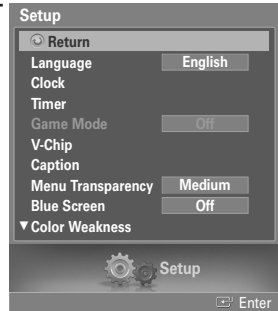 Setup
Return
Language English
Clock
Timer
Game Mode Off
V-Chip
Caption
Menu Transparency Medium
Blue Screen Off
▼Color Weakness
Setup
Enter